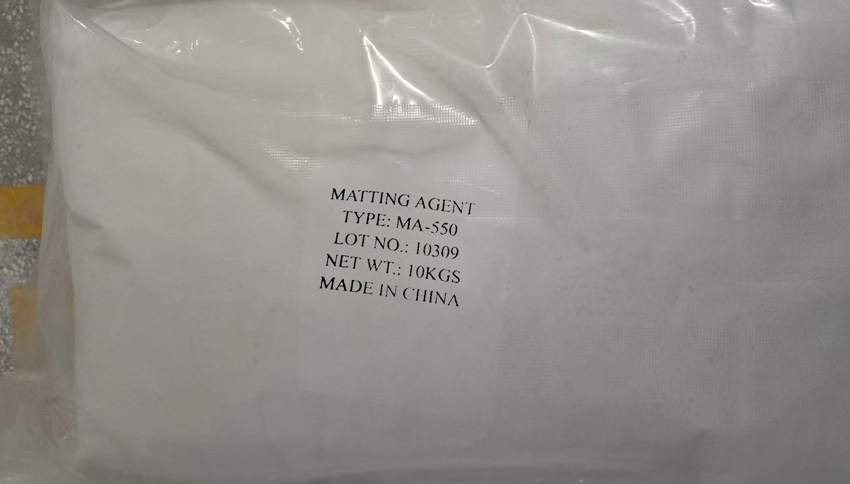 MATTING AGENT
TYPE: MA-550
LOT NO.: 10309
NET WT.: 10KGS
MADE IN CHINA